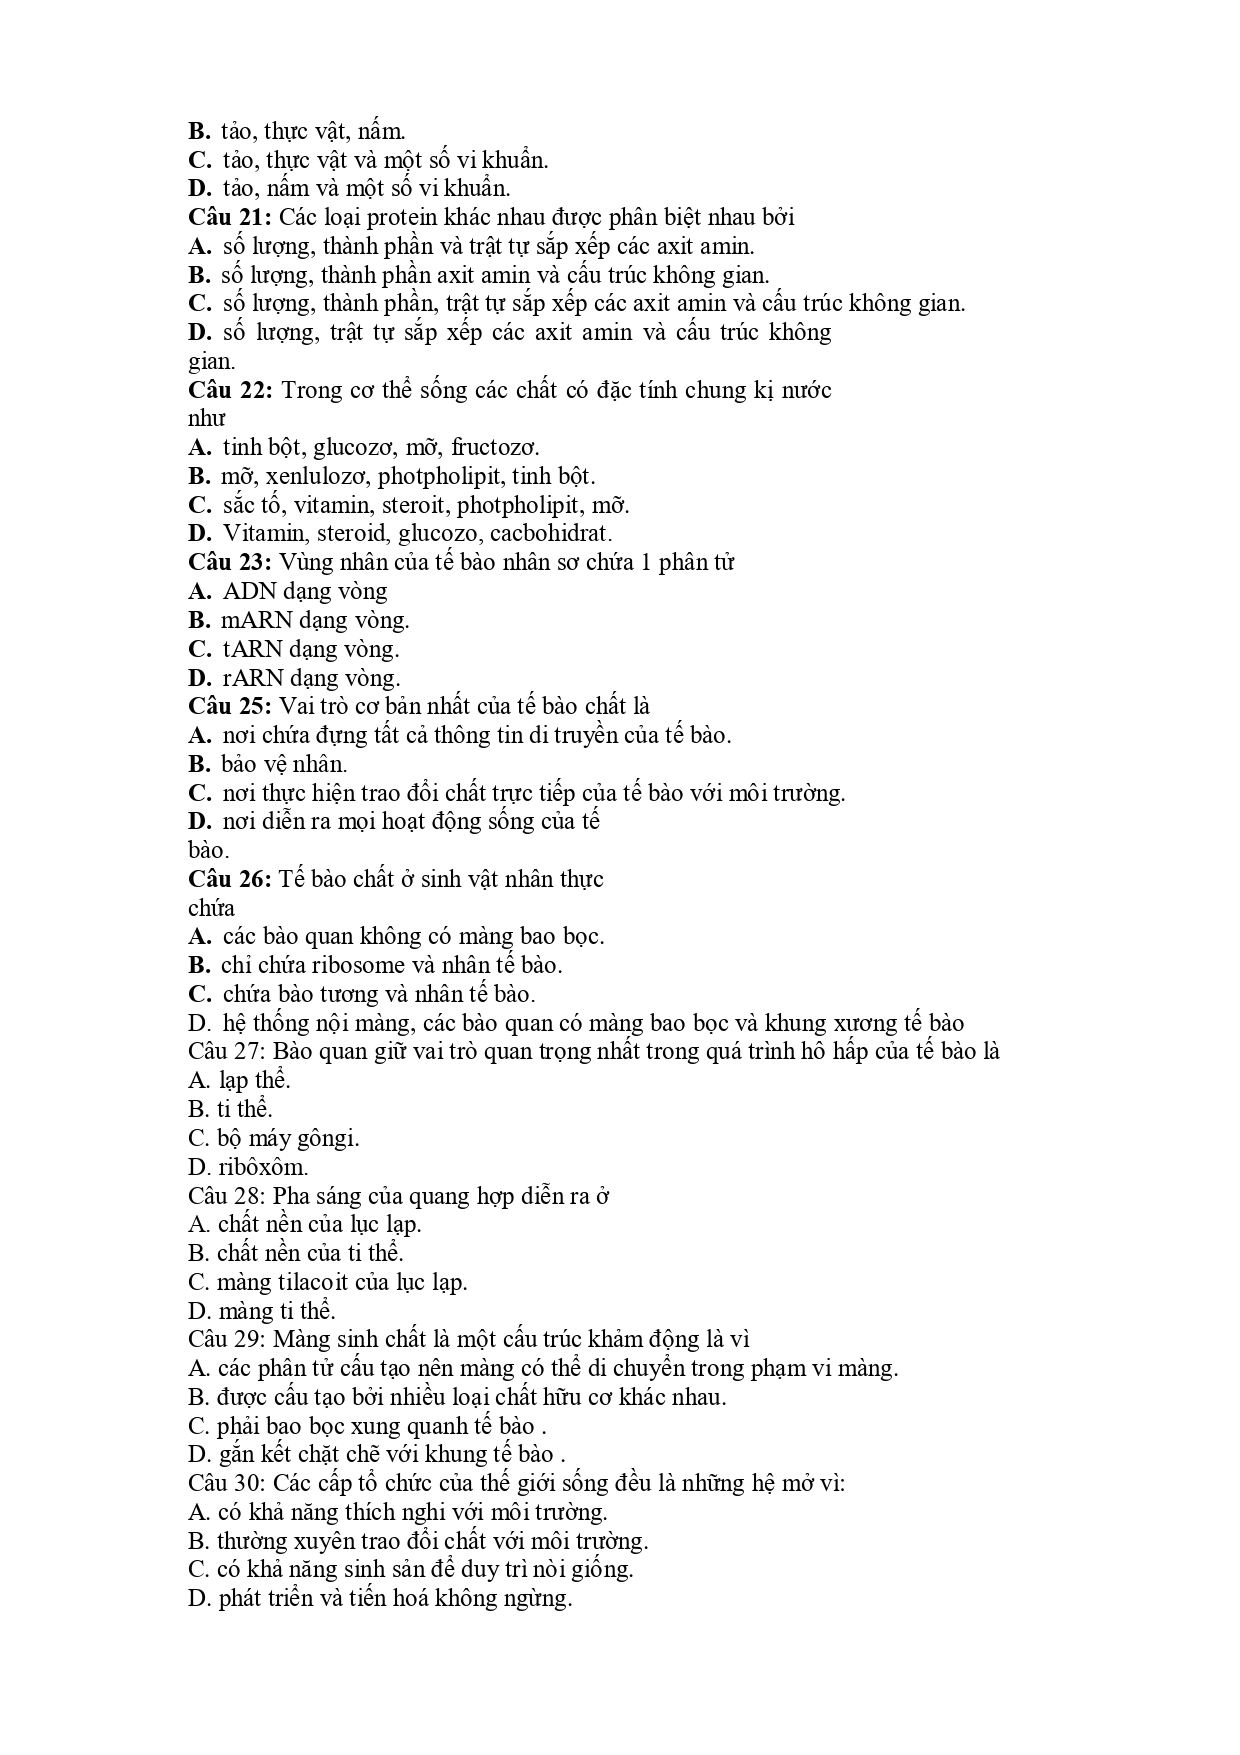 B. tảo, thực vật, nấm.
C. tảo, thực vật và một số vi khuẩn.
D. tảo, nấm và một số vi khuẩn.
Câu 21: Các loại protein khác nhau được phân biệt nhau bởi
A. số lượng, thành phần và trật tự sắp xếp các axit amin.
B. số lượng, thành phần axit amin và cấu trúc không gian.
C. số lượng, thành phần, trật tự sắp xếp các axit amin và cấu trúc không gian.
D. số lượng, trật tự sắp xếp các axit amin và cấu trúc không
gian.
Câu 22: Trong cơ thể sống các chất có đặc tính chung kị nước
như
A. tinh bột, glucozơ, mỡ, fructozơ.
B. mỡ, xenlulozơ, photpholipit, tinh bột.
C. sắc tố, vitamin, steroit, photpholipit, mỡ.
D. Vitamin, steroid, glucozo, cacbohidrat.
Câu 23: Vùng nhân của tế bào nhân sơ chứa 1 phân tử
A. ADN dạng vòng
B. mARN dạng vòng.
C. tARN dạng vòng.
D. rARN dạng vòng.
Câu 25: Vai trò cơ bản nhất của tế bào chất là
A. nơi chứa đựng tất cả thông tin di truyền của tế bào.
B. bảo vệ nhân.
C. nơi thực hiện trao đổi chất trực tiếp của tế bào với môi trường.
D. nơi diễn ra mọi hoạt động sống của tế
bào.
Câu 26: Tế bào chất ở sinh vật nhân thực
chứa
A. các bào quan không có màng bao bọc.
B. chỉ chứa ribosome và nhân tế bào.
C. chứa bào tương và nhân tế bào.
D. hệ thống nội màng, các bào quan có màng bao bọc và khung xương tế bào
Câu 27: Bào quan giữ vai trò quan trọng nhất trong quá trình hô hấp của tế bào là
A. lạp thể.
B. ti thể.
C. bộ máy gôngi.
D. ribôxôm.
Câu 28: Pha sáng của quang hợp diễn ra ở
A. chất nền của lục lạp.
B. chất nền của ti thể.
C. màng tilacoit của lục lạp.
D. màng ti thể.
Câu 29: Màng sinh chất là một cấu trúc khảm động là vì
A. các phân tử cấu tạo nên màng có thể di chuyển trong phạm vi màng.
B. được cấu tạo bởi nhiều loại chất hữu cơ khác nhau.
C. phải bao bọc xung quanh tế bào .
D. gắn kết chặt chẽ với khung tế bào .
Câu 30: Các cấp tổ chức của thế giới sống đều là những hệ mở vì:
A. có khả năng thích nghi với môi trường.
B. thường xuyên trao đổi chất với môi trường.
C. có khả năng sinh sản để duy trì nòi giống.
D. phát triển và tiến hoá không ngừng.